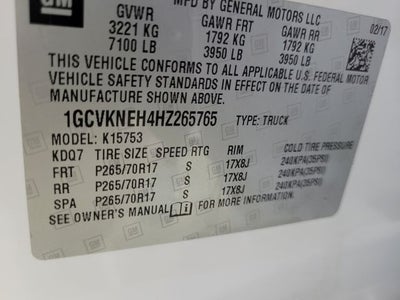 GM
MFD BY GENERAL MOTORS LLC
GVWR GAWR FRT GAWR RR 02/17
3221 KG 1792 KG 1792 KG
7100 LB 3950 LB 3950 LB
THIS VEHICLE CONFORMS TO ALL APPLICABLE U.S. FEDERAL MOTOR
VEHICLE SAFETY STANDARDS IN EFFECT ON THE DATE OF
MANUFACTURE SHOWN ABOVE.
1GCVKNEH4HZ265765 TYPE: TRUCK
MODEL: K15753
KDQ7 TIRE SIZE SPEED RTG RIM COLD TIRE PRESSURE
FRT P265/70R17 S 17X8J 240KPA(35PSI)
RR P265/70R17 S 17X8J 240KPA(35PSI)
SPA P265/70R17 S 17X8J 240KPA(35PSI)
SEE OWNER'S MANUAL FOR MORE INFORMATION.